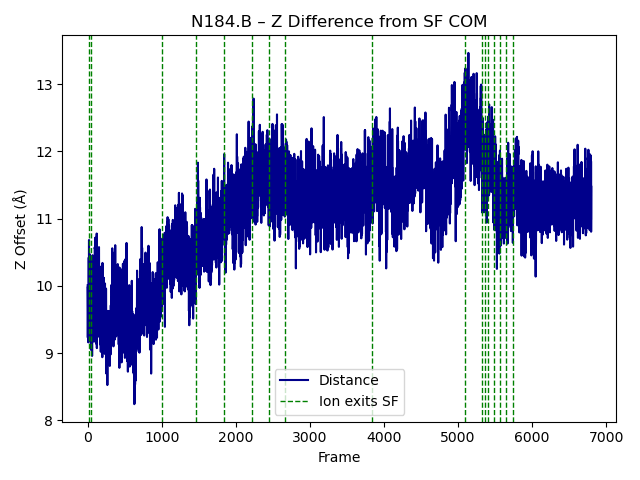 N184.B – Z Difference from SF COM
Z Offset (Å)
13
12
11
10
9
8
Distance
Ion exits SF
0 1000 2000 3000 4000 5000 6000 7000
Frame